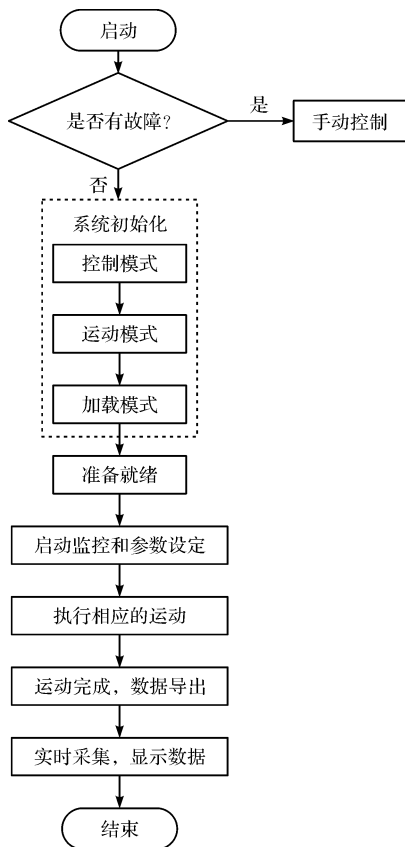 启动
是否有故障?
是
手动控制
否
系统初始化
控制模式
运动模式
加载模式
准备就绪
启动监控和参数设定
执行相应的运动
运动完成，数据导出
实时采集，显示数据
结束